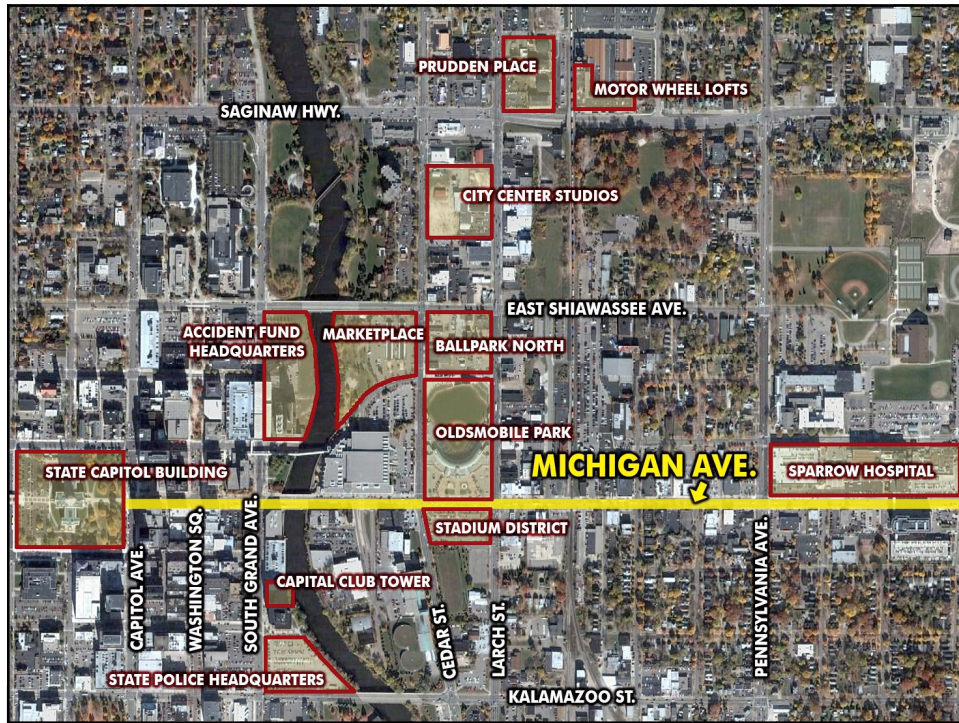 PRUDDEN PLACE
MOTOR WHEEL LOFTS
SAGINAW HWY.
CITY CENTER STUDIOS
EAST SHIAWASSEE AVE.
ACCIDENT FUND
HEADQUARTERS
MARKETPLACE
BALLPARK NORTH
OLDSMOBILE PARK
STATE CAPITOL BUILDING
MICHIGAN AVE.
SPARROW HOSPITAL
STADIUM DISTRICT
CAPITOL AVE.
WASHINGTON SQ.
SOUTH GRAND AVE.
CAPITAL CLUB TOWER
CEDAR ST.
LARCH ST.
PENNSYLVANIA AVE.
STATE POLICE HEADQUARTERS
KALAMAZOO ST.